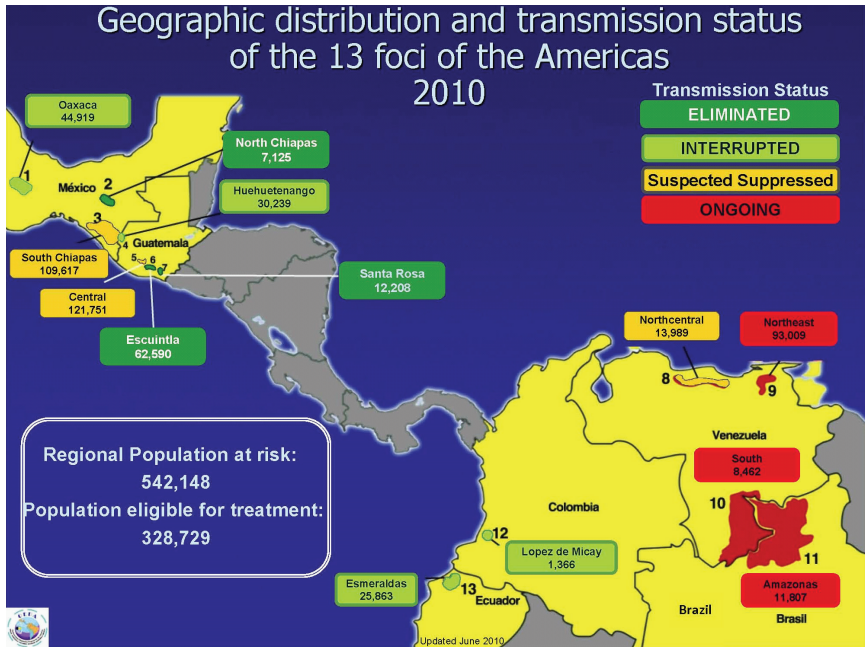 Geographic distribution and transmission status
of the 13 foci of the Americas
2010
Transmission Status
ELIMINATED
INTERRUPTED
Suspected Suppressed
ONGOING
Oaxaca
44,919
North Chiapas
7,125
Huehuetenango
30,239
1
México
2
3
4
Guatemala
5
6
7
South Chiapas
109,617
Central
121,751
Santa Rosa
12,208
Escuintla
62,590
Northcentral
13,989
Northeast
93,009
8
9
Venezuela
South
8,462
10
11
Amazonas
11,807
Brazil
Brasil
Colombia
12
Lopez de Micay
1,366
Esmeraldas
25,863
13
Ecuador
Regional Population at risk:
542,148
Population eligible for treatment:
328,729
Updated June 2010